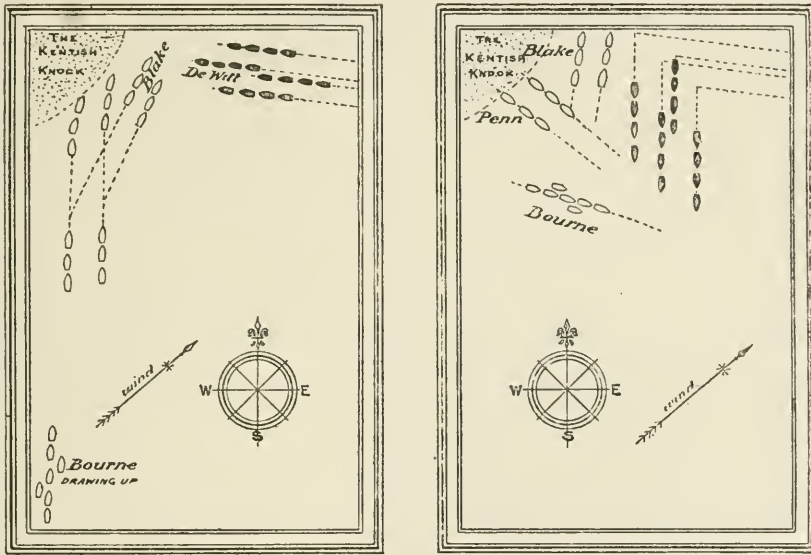 THE
KENTISH
KNOCK
Blake
De Witt
wind
W
E
S
Bourne
DRAWING UP
THE
KENTISH
KNOCK
Blake
Penn
Bourne
W
E
S
wind